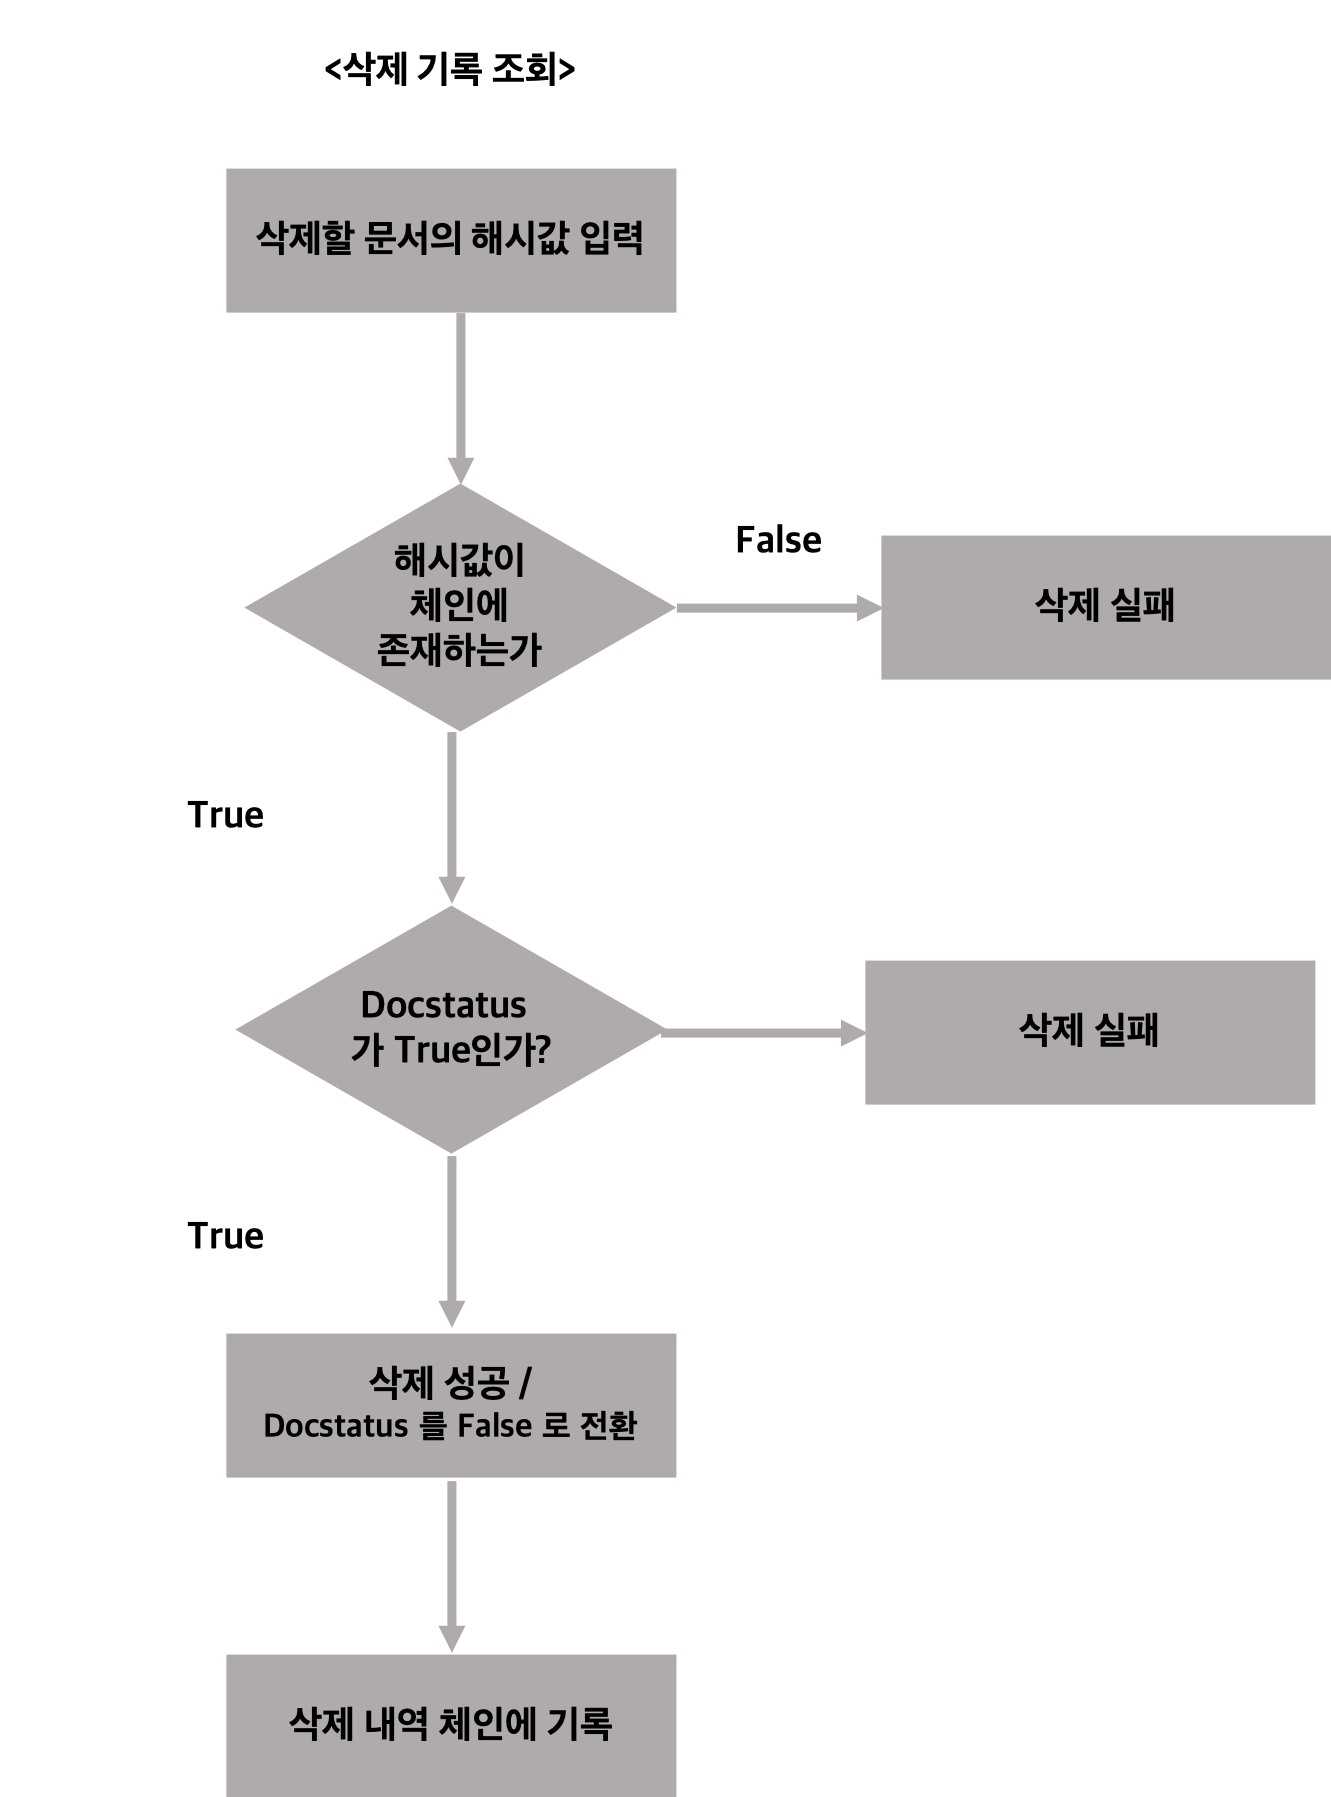 <삭제 기록 조회>
삭제할 문서의 해시값 입력
해시값이
체인에
존재하는가
False
삭제 실패
True
Docstatus
가 True인가?
삭제 실패
True
삭제 성공 /
Docstatus 를 False 로 전환
삭제 내역 체인에 기록